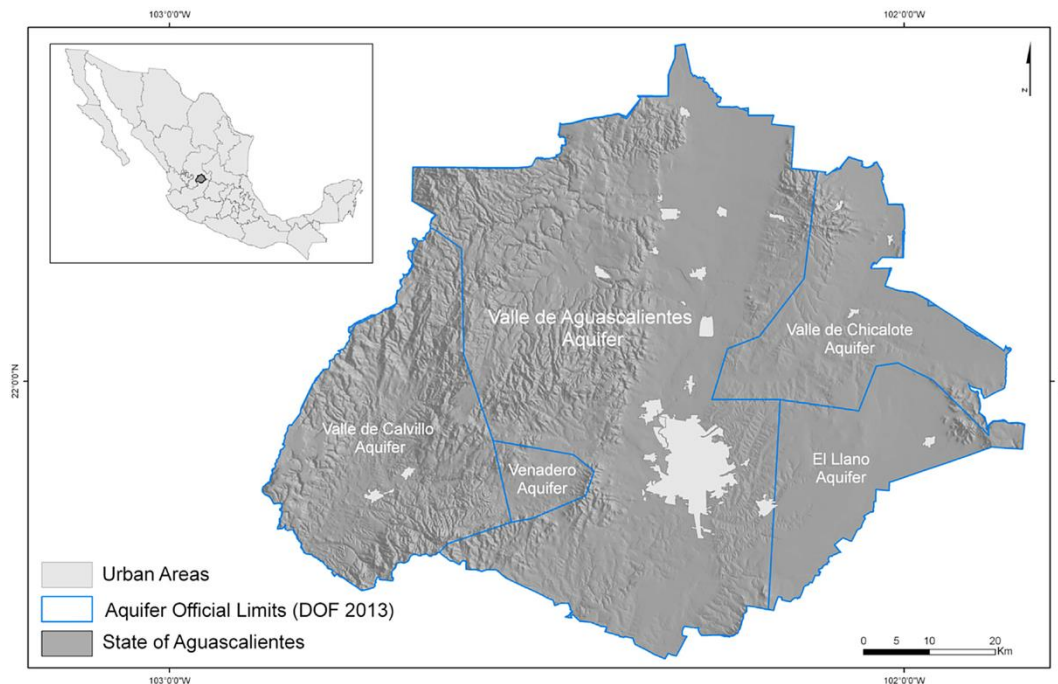 103°0'0"W
102°0'0"W
N
22°0'N
Valle de Aguascalientes
Aquifer
Valle de Chicalote
Aquifer
Valle de Calvillo
Aquifer
Venadero
Aquifer
El Llano
Aquifer
Urban Areas
Aquifer Official Limits (DOF 2013)
State of Aguascalientes
0 5 10 20
Km
103°0'0"W
102°0'0"W